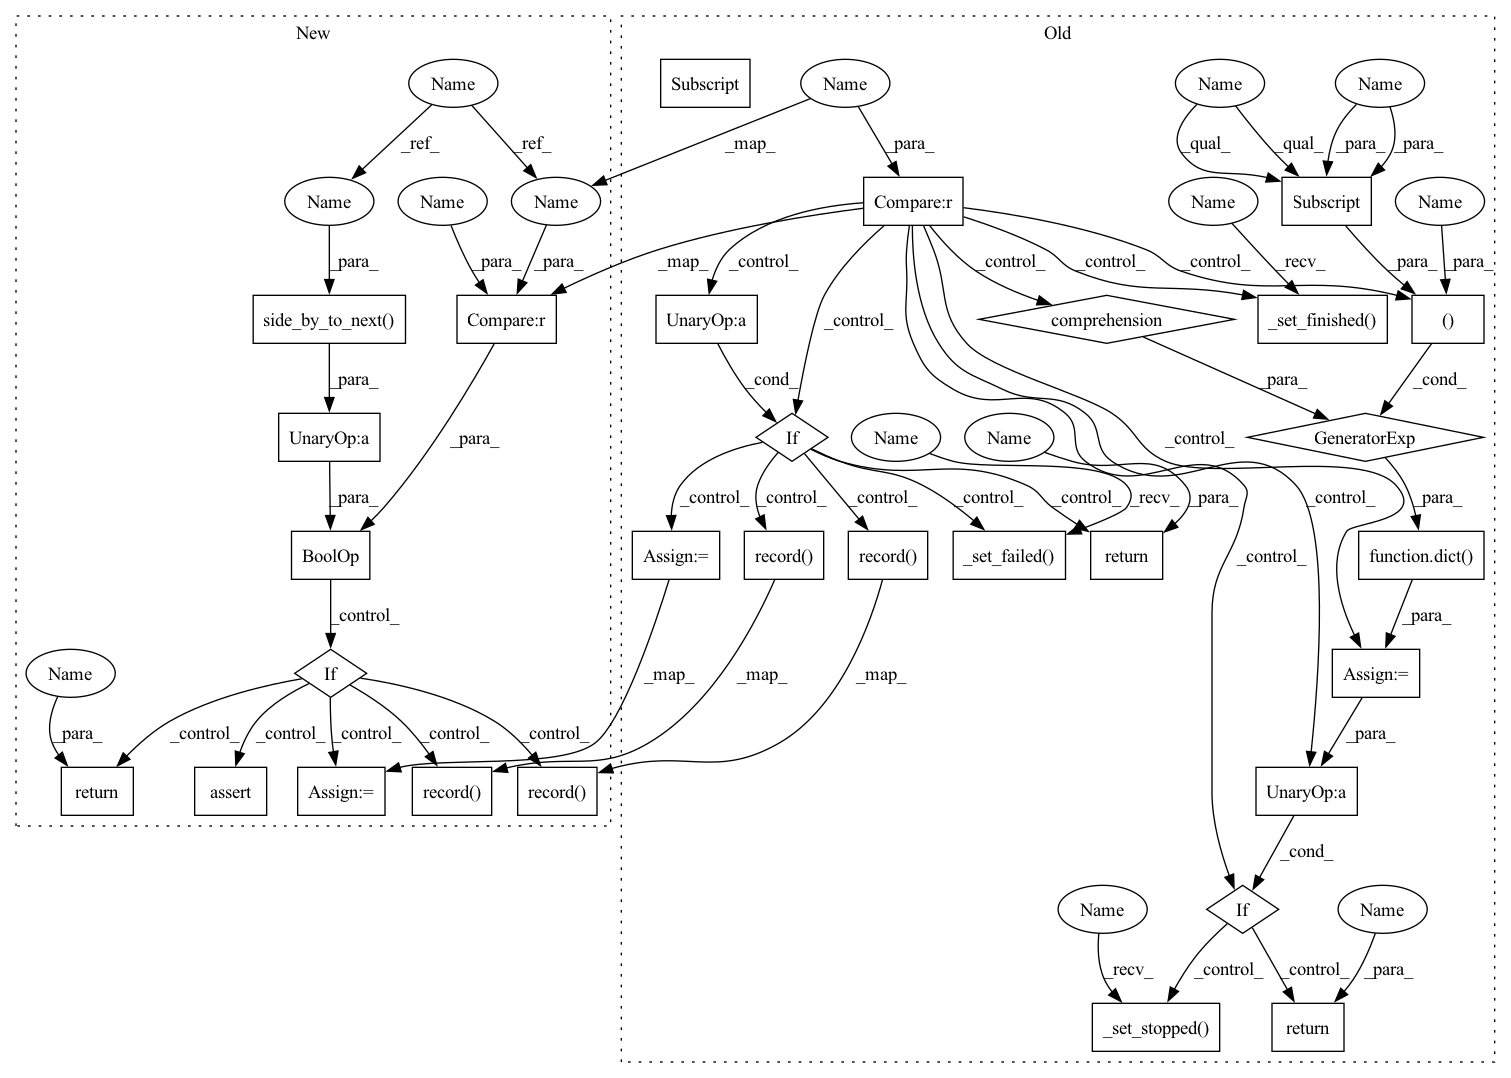 New
Old
Name
Subscript
Name
Name
Name
_ref_
_ref_
_map_
_para_
_qual_
_qual_
_para_
_para_
Name
Name
Name
Compare:r
Name
Subscript
Name
_para_
_para_
_para_
_map_
_control_
_control_
_control_
_control_
_recv_
_para_
_para_
side_by_to_next()
Compare:r
UnaryOp:a
_control_
comprehension
_set_finished()
()
_para_
_cond_
_para_
_cond_
UnaryOp:a
_para_
If
Name
Name
_control_
GeneratorExp
_para_
_control_
_control_
_control_
_control_
_control_
_recv_
_para_
_control_
_para_
BoolOp
Assign:=
record()
record()
_set_failed()
return
function.dict()
_control_
_control_
_para_
Name
If
_map_
_map_
_map_
Assign:=
_para_
_control_
_control_
_control_
_control_
_control_
_para_
return
assert
Assign:=
record()
record()
UnaryOp:a
_cond_
Name
If
Name
_recv_
_control_
_control_
_para_
_set_stopped()
return